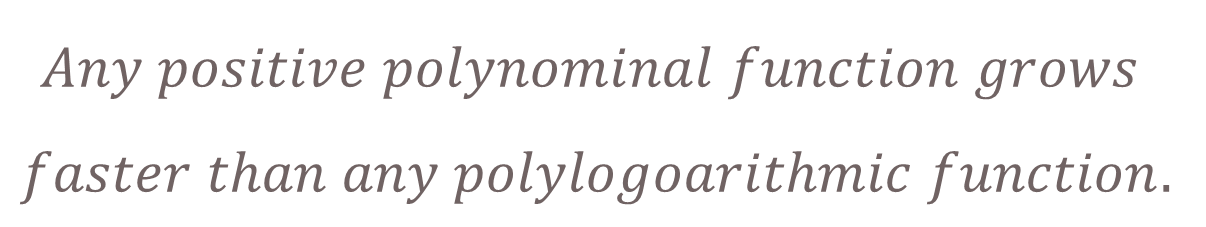 Any positive polynominal function grows
faster than any polylogoarithmic function.